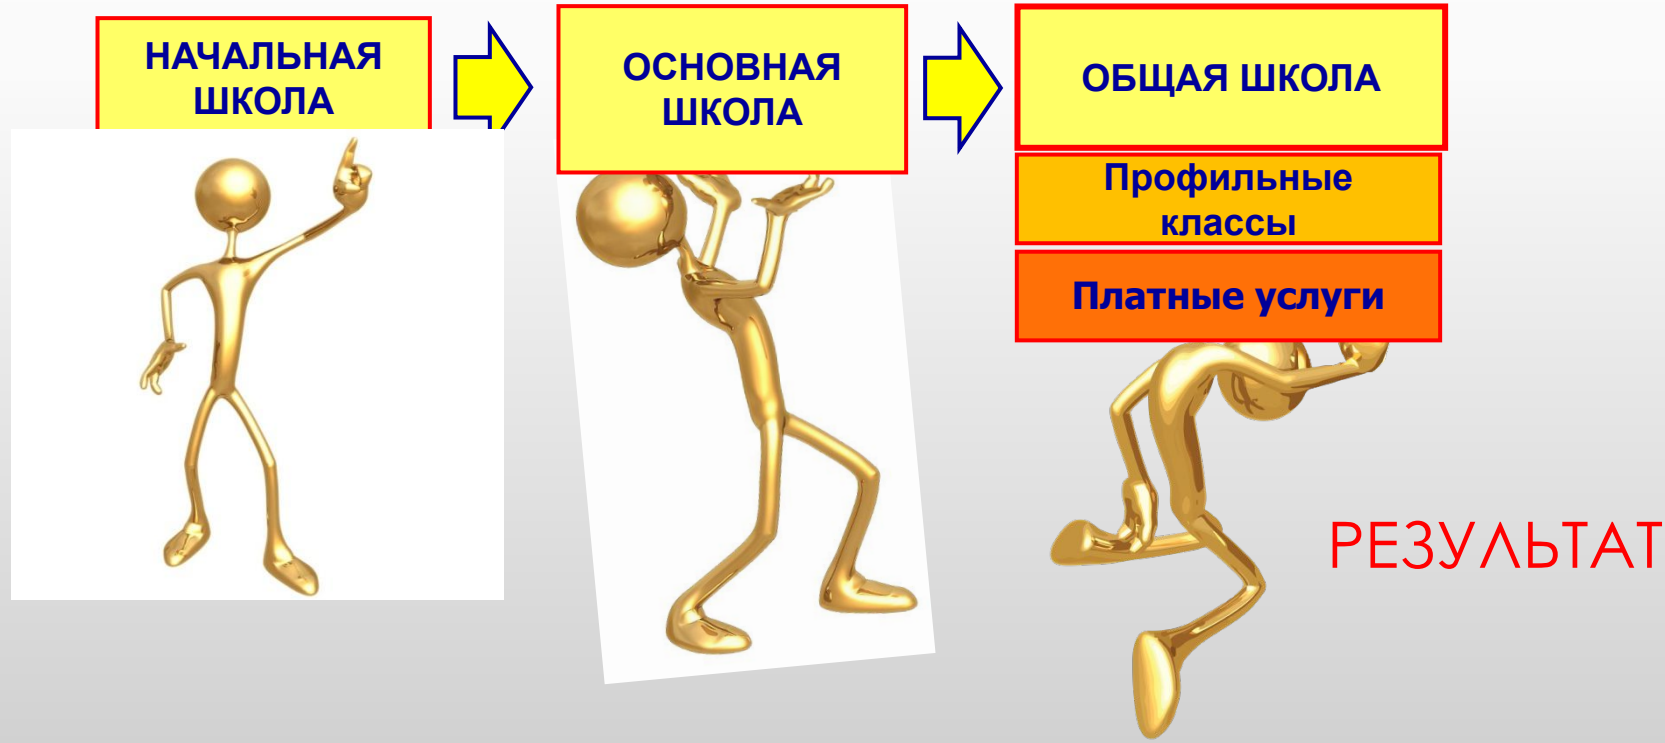 НАЧАЛЬНАЯ
ШКОЛА
ОСНОВНАЯ
ШКОЛА
ОБЩАЯ ШКОЛА
Профильные
классы
Платные услуги
РЕЗУЛЬТАТ